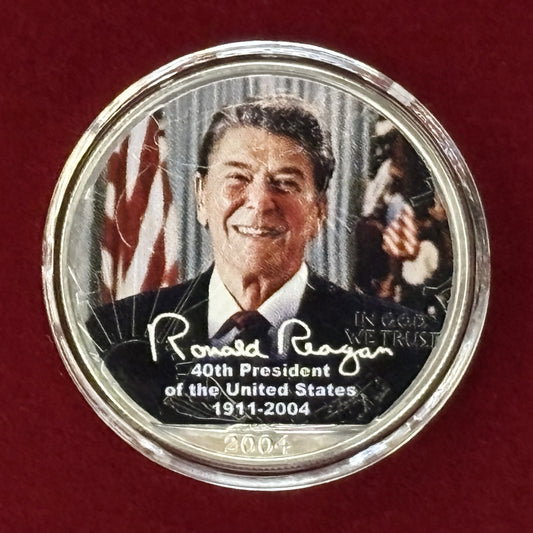 IN GOD
WE TRUST
Ronald Reagan
40th President
of the United States
1911-2004
2004